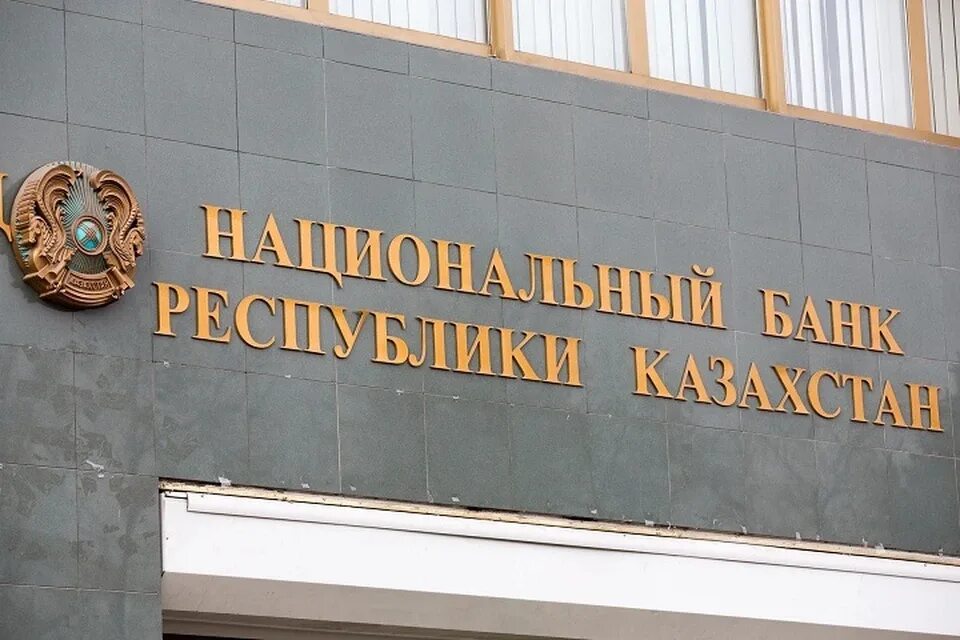 НАЦИОНАЛЬНЫЙ БАНК
РЕСПУБЛИКИ КАЗАХСТАН